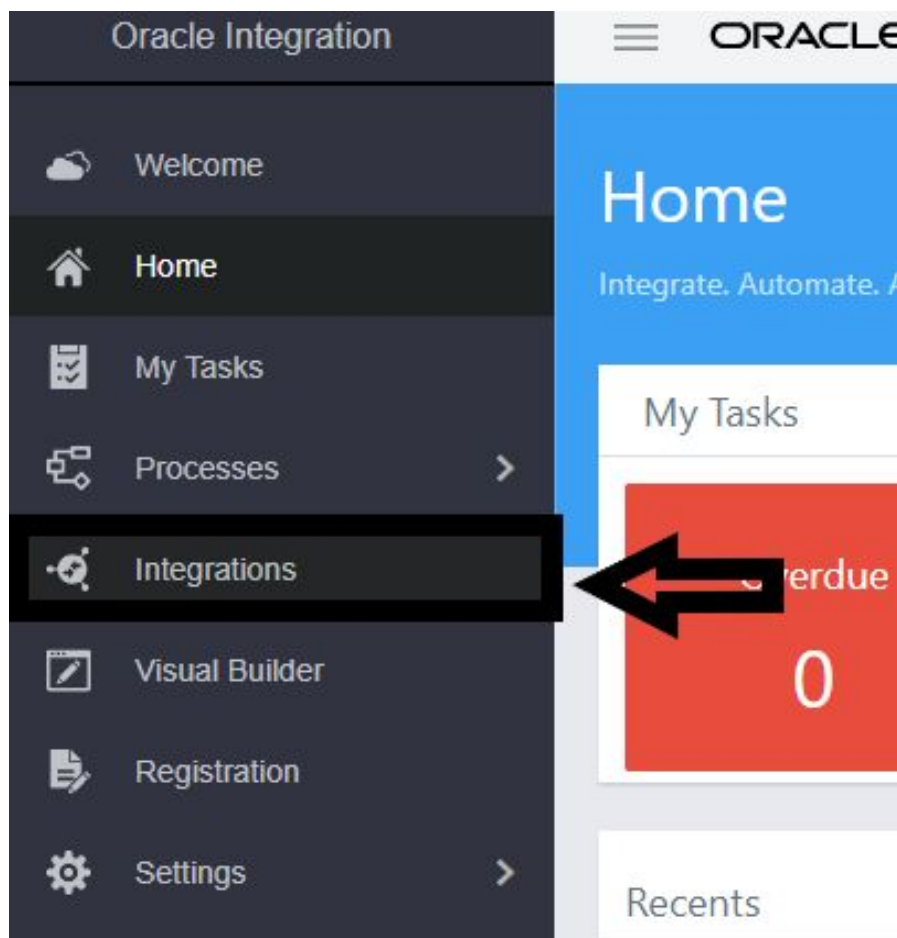 Oracle Integration
Welcome
Home
My Tasks
Processes
Integrations
Visual Builder
Registration
Settings
ORACLE
Home
Integrate. Automate.
My Tasks
Overdue
0
Recents